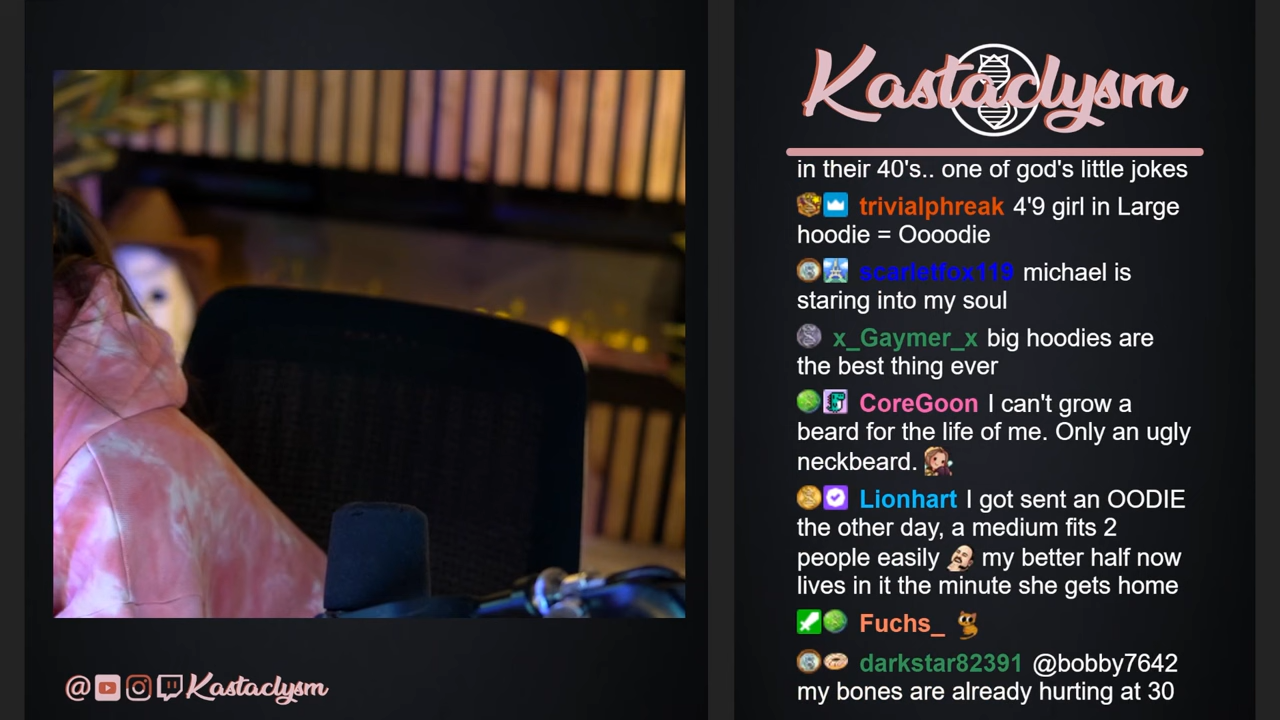 Kastaclysm
in their 40's.. one of god's little jokes
trivialphreak 4'9 girl in Large
hoodie = Oooodie
scarletfox119 michael is
staring into my soul
x_Gaymer_x big hoodies are
the best thing ever
CoreGoon I can't grow a
beard for the life of me. Only an ugly
neckbeard.
Lionhart I got sent an OODIE
the other day, a medium fits 2
people easily my better half now
lives in it the minute she gets home
Fuchs_
darkstar82391 @bobby7642
my bones are already hurting at 30
@ Kastaclysm